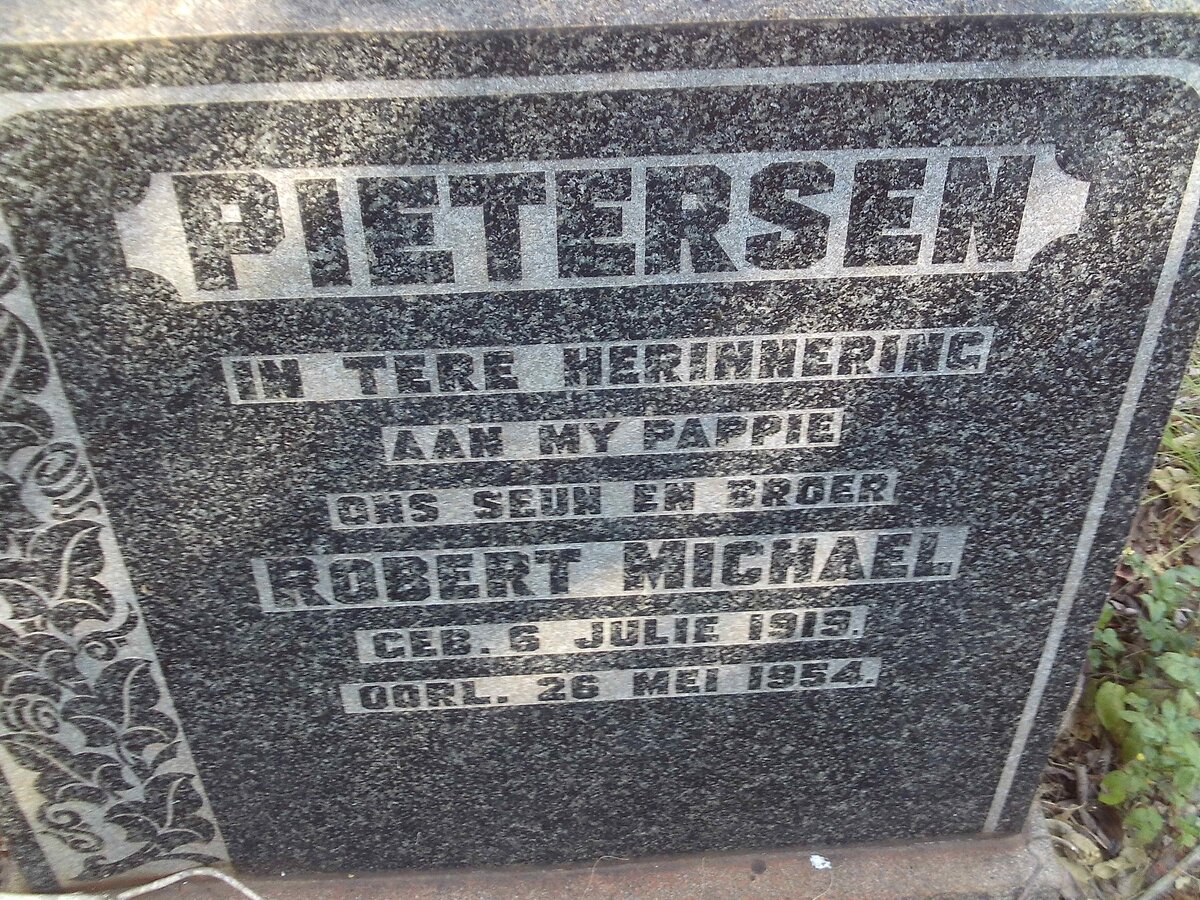 PIETERSEN
IN TERE HERINNERING
AAN MY PAPPIE
ONS SEUN EN BROER
ROBERT MICHAEL
GEB. 6 JULIE 1919.
OORL. 26 MEI 1954.